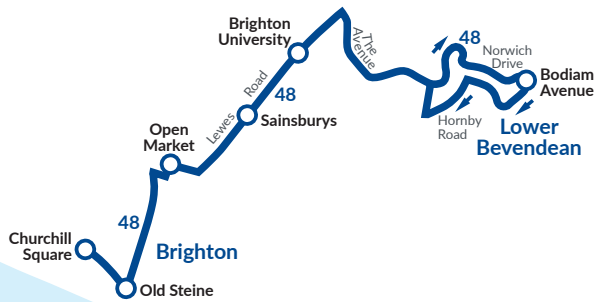 Brighton
University
The
Avenue
48
Norwich
Drive
Bodiam
Avenue
Road
48
Lewes
Sainsburys
Hornby
Road
Lower
Bevendean
Open
Market
48
Brighton
Churchill
Square
Old Steine